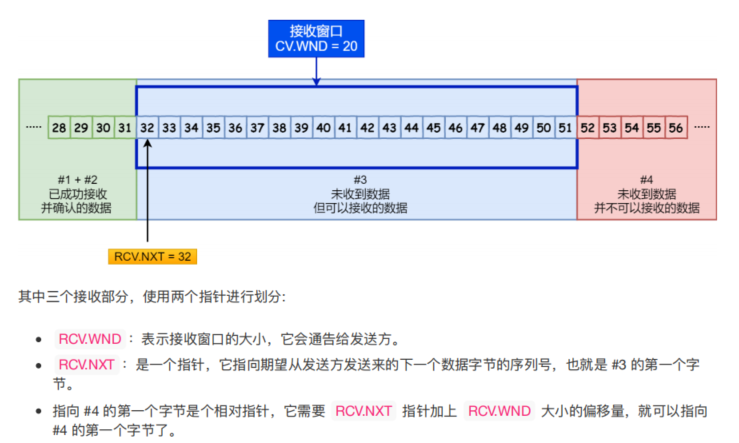 接收窗口
CV.WND = 20
..... 28 29 30 31 32 33 34 35 36 37 38 39 40 41 42 43 44 45 46 47 48 49 50 51 52 53 54 55 56 .....
#1 + #2
已成功接收
并确认的数据
#3
未收到数据
但可以接收的数据
#4
未收到数据
并不可以接收的数据
RCV.NXT = 32
其中三个接收部分，使用两个指针进行划分:
• RCV.WND ：表示接收窗口的大小，它会通告给发送方。
• RCV.NXT ：是一个指针，它指向期望从发送方发送来的下一个数据字节的序列号，也就是 #3 的第一个字
节。
• 指向 #4 的第一个字节是个相对指针，它需要 RCV.NXT 指针加上 RCV.WND 大小的偏移量，就可以指向
#4 的第一个字节了。